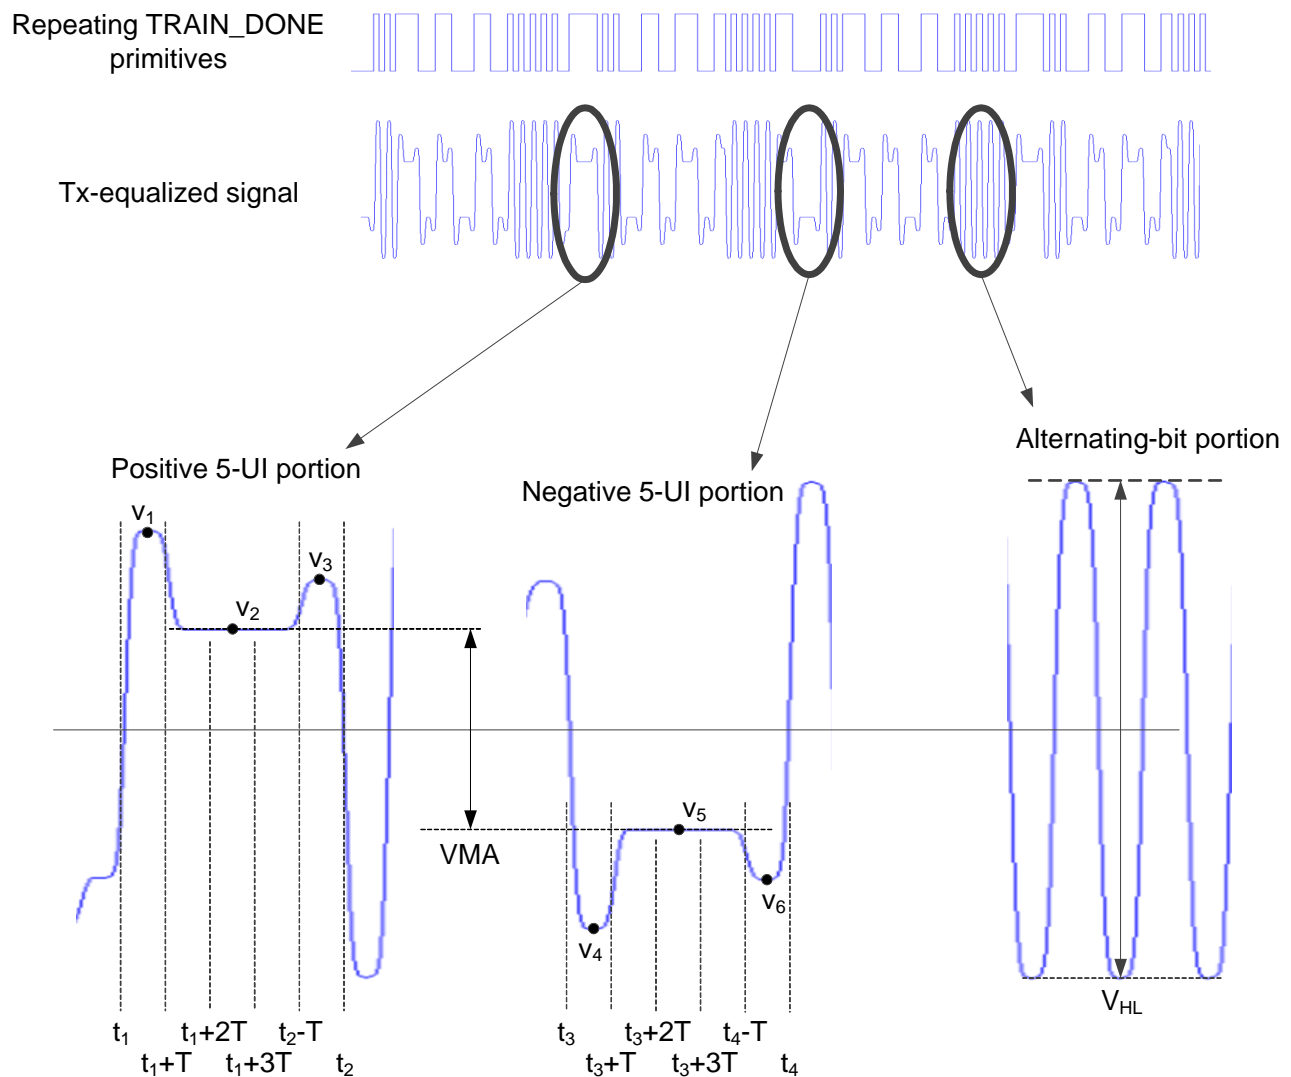 Repeating TRAIN_DONE
primitives
Tx-equalized signal
Alternating-bit portion
Positive 5-UI portion
Negative 5-UI portion
v₁
v₃
v₂
v₅
VMA
v₆
v₄
V_HL
t₁ t₁+2T t₂-T t₃ t₃+2T t₄-T
t₁+T t₁+3T t₂ t₃+T t₃+3T t₄